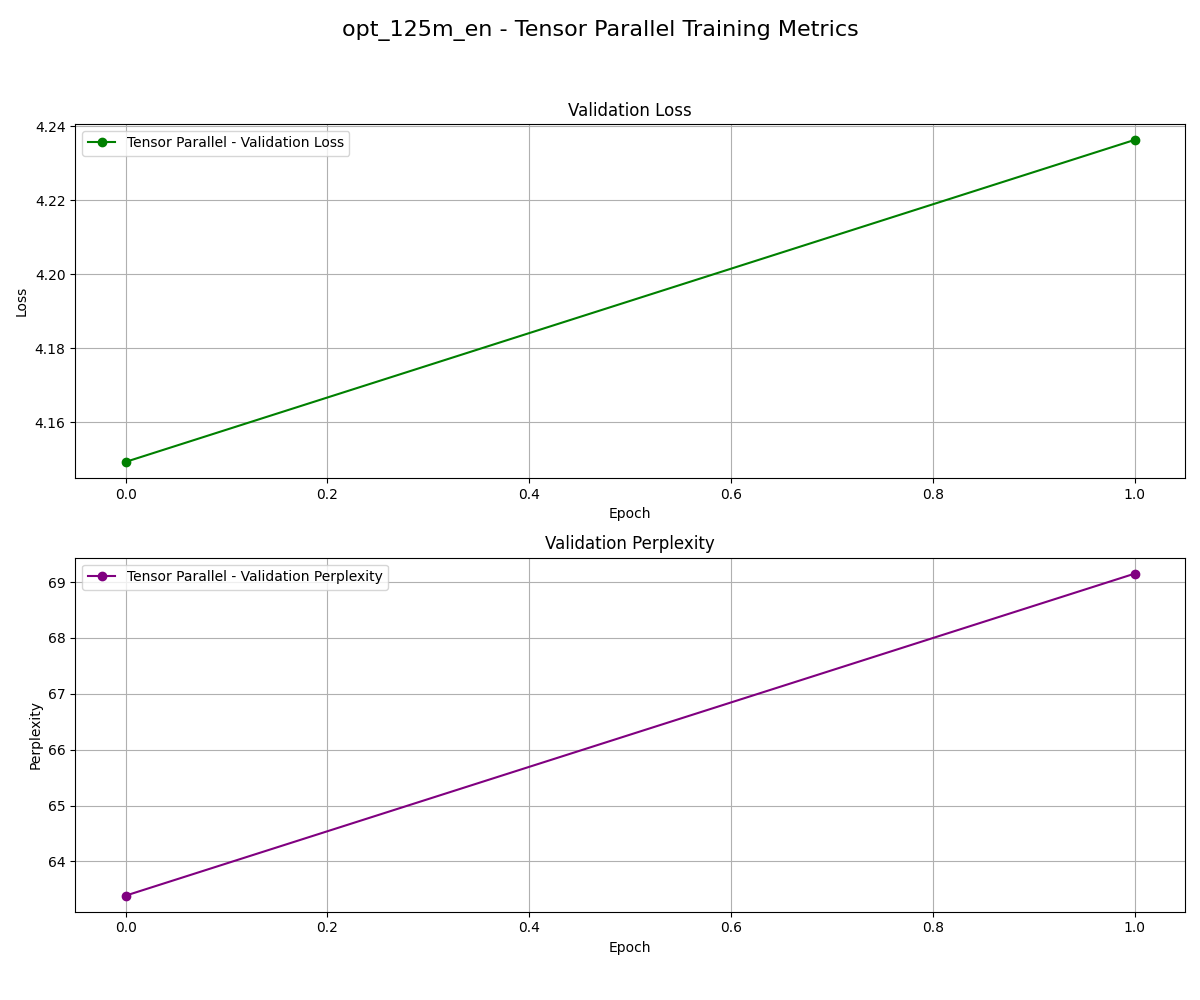 opt_125m_en - Tensor Parallel Training Metrics
Validation Loss
Tensor Parallel - Validation Loss
4.24
4.22
4.20
4.18
4.16
Loss
0.0 0.2 0.4 0.6 0.8 1.0
Epoch
Validation Perplexity
Tensor Parallel - Validation Perplexity
69
68
67
66
65
64
Perplexity
0.0 0.2 0.4 0.6 0.8 1.0
Epoch